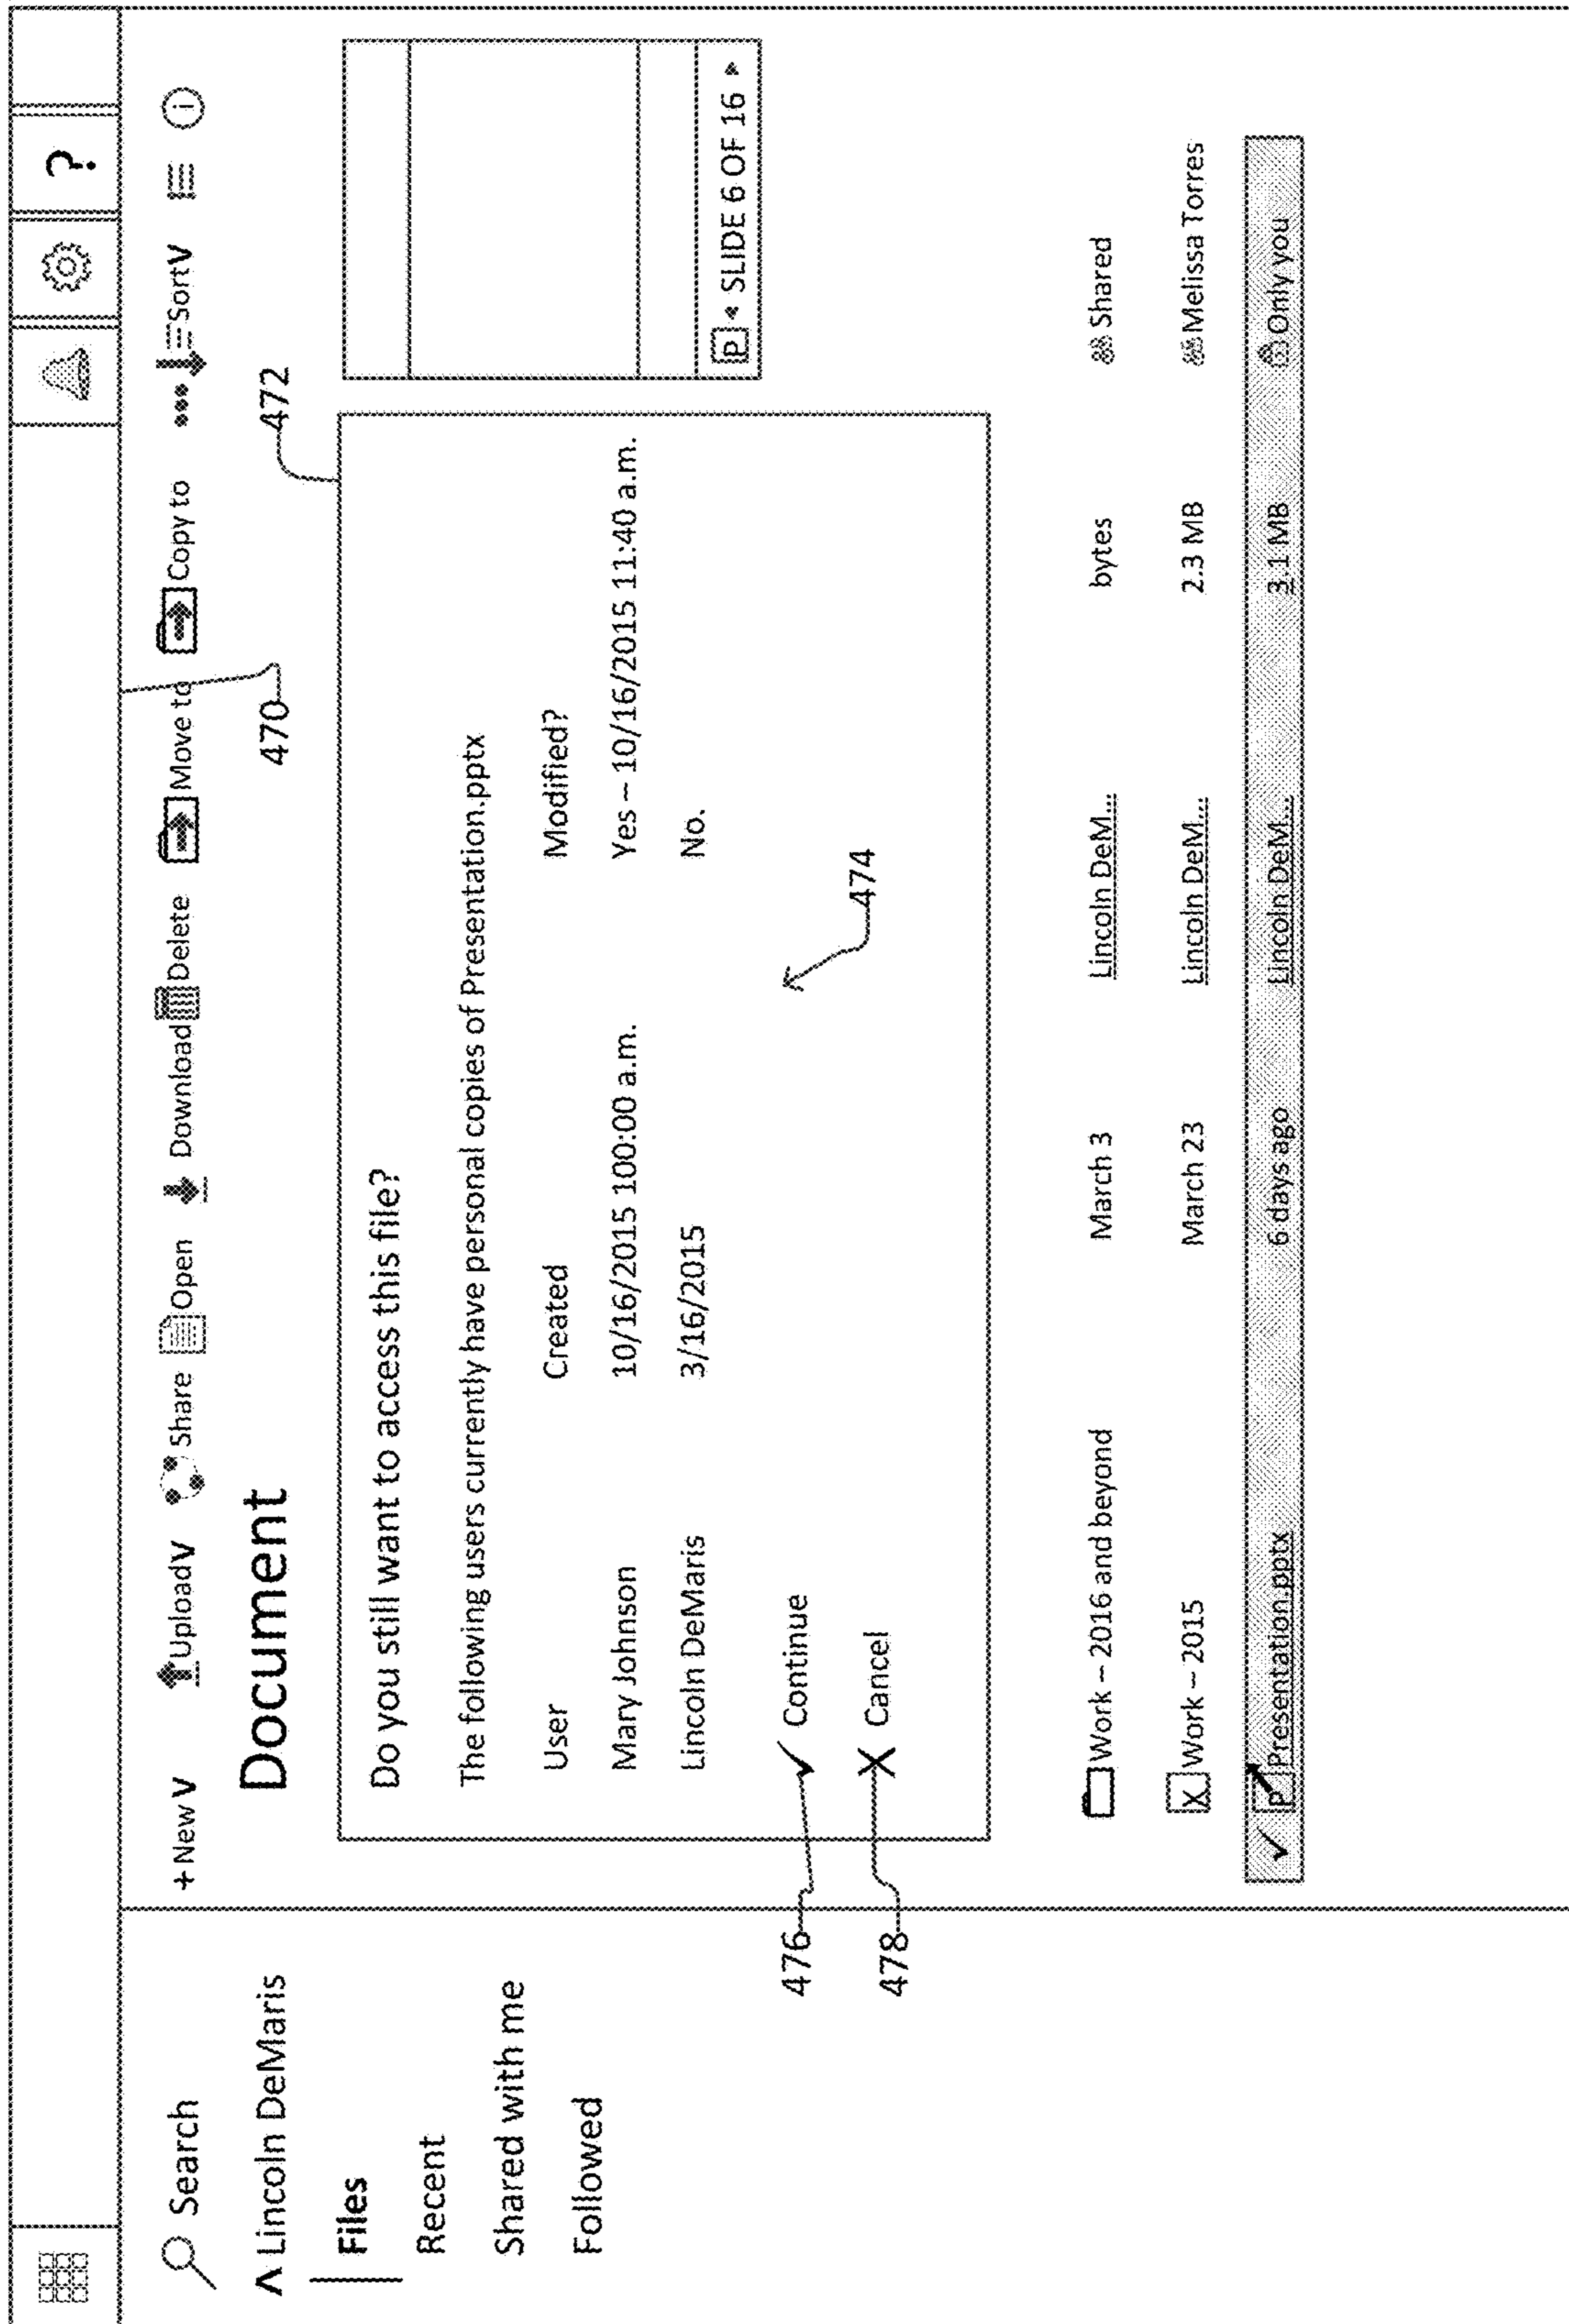 ?
Search
Lincoln DeMaris
Files
Recent
Shared with me
Followed
+ New V Upload V Share Open Download Delete Move to Copy to ••• Sort V i
470
472
Document
Do you still want to access this file?
The following users currently have personal copies of Presentation.pptx
User Created Modified?
Mary Johnson 10/16/2015 100:00 a.m. Yes – 10/16/2015 11:40 a.m.
Lincoln DeMaris 3/16/2015 No.
474
476 Continue
478 X Cancel
P SLIDE 6 OF 16
Work – 2016 and beyond March 3 Lincoln DeM... bytes Shared
X Work – 2015 March 23 Lincoln DeM... 2.3 MB Melissa Torres
P Presentation.pptx 6 days ago Lincoln DeM... 3.1 MB Only you